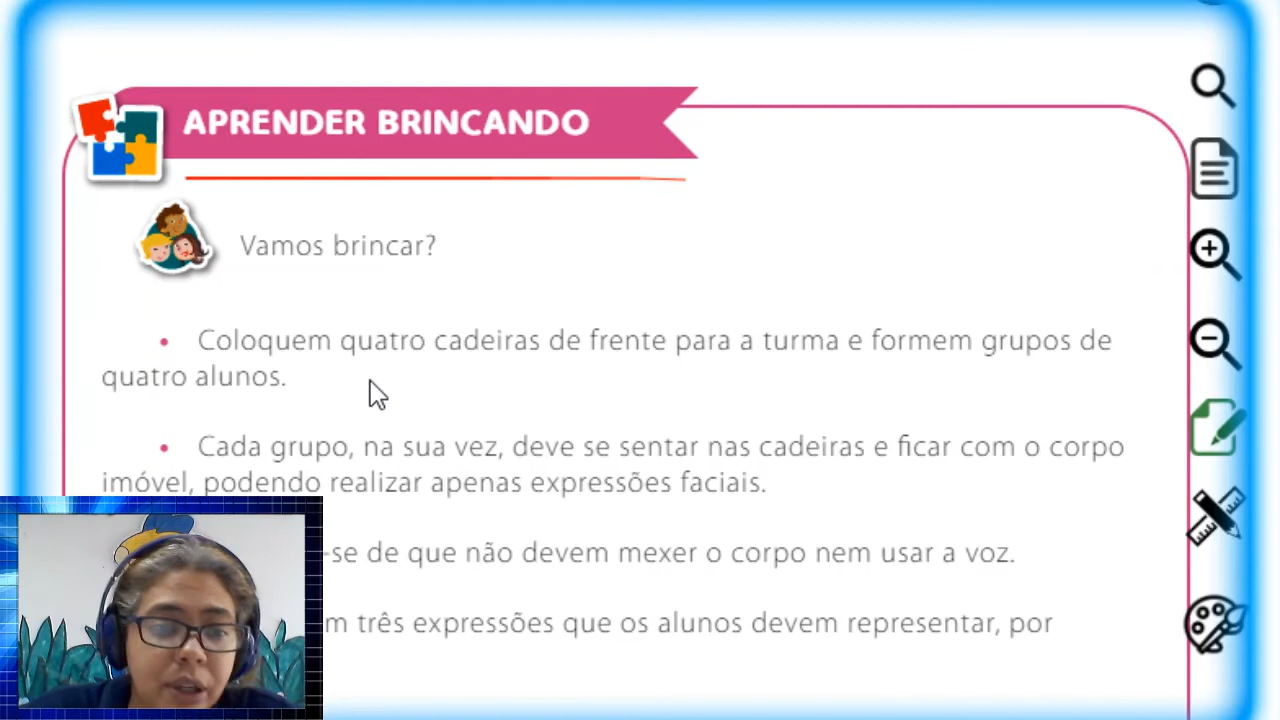 APRENDER BRINCANDO
Vamos brincar?
• Coloquem quatro cadeiras de frente para a turma e formem grupos de
quatro alunos.
• Cada grupo, na sua vez, deve se sentar nas cadeiras e ficar com o corpo
imóvel, podendo realizar apenas expressões faciais.
-se de que não devem mexer o corpo nem usar a voz.
m três expressões que os alunos devem representar, por